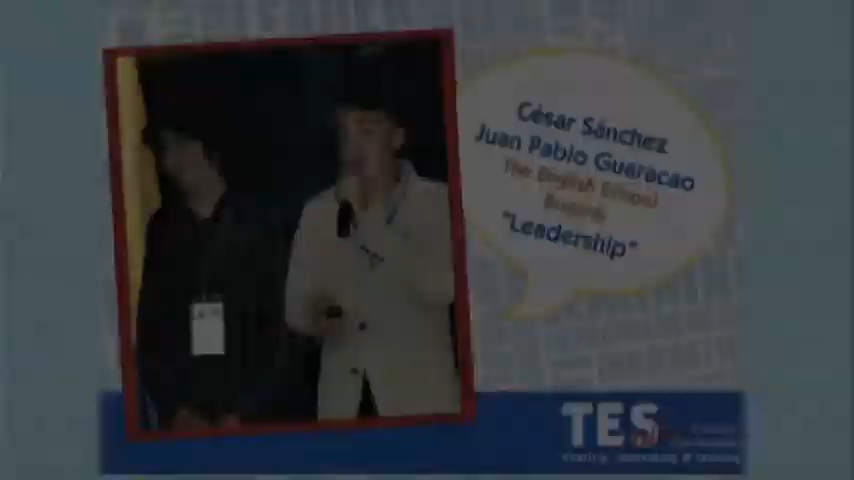 César Sánchez
Juan Pablo Guaracao
The English School
Bogotá
"Leadership"
TES